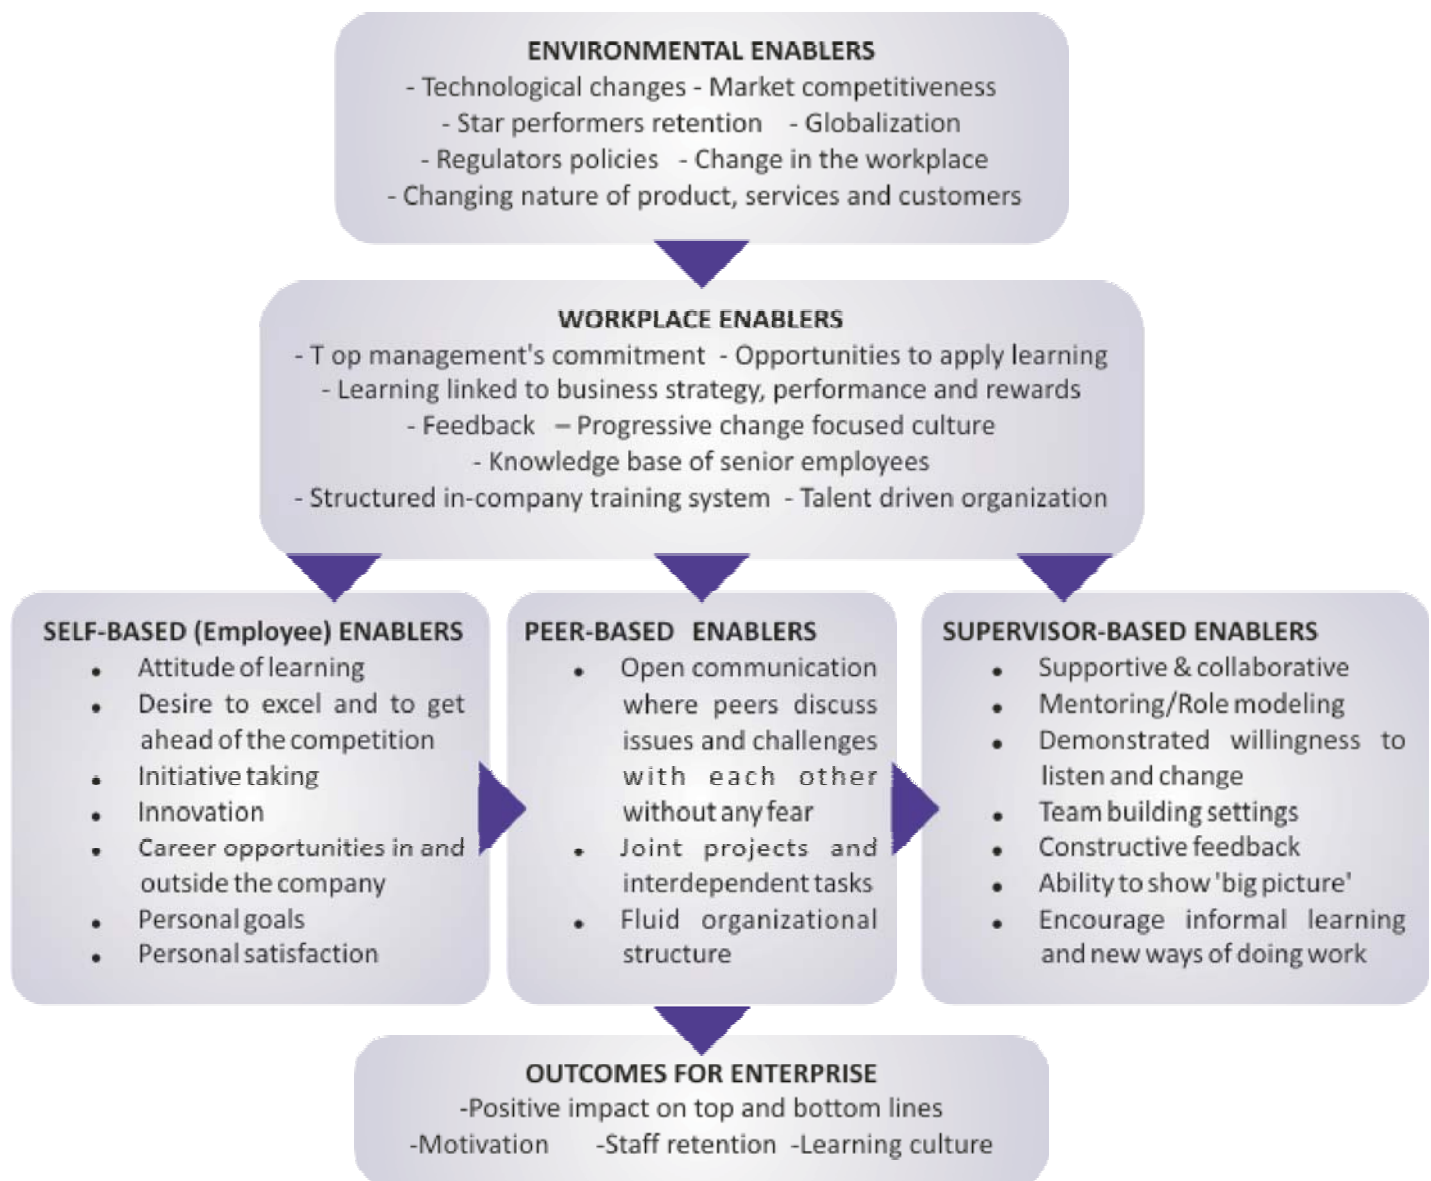 ENVIRONMENTAL ENABLERS
- Technological changes - Market competitiveness
- Star performers retention - Globalization
- Regulators policies - Change in the workplace
- Changing nature of product, services and customers
WORKPLACE ENABLERS
- T op management's commitment - Opportunities to apply learning
- Learning linked to business strategy, performance and rewards
- Feedback – Progressive change focused culture
- Knowledge base of senior employees
- Structured in-company training system - Talent driven organization
SELF-BASED (Employee) ENABLERS
• Attitude of learning
• Desire to excel and to get
ahead of the competition
• Initiative taking
• Innovation
• Career opportunities in and
outside the company
• Personal goals
• Personal satisfaction
PEER-BASED ENABLERS
• Open communication
where peers discuss
issues and challenges
with each other
without any fear
• Joint projects and
interdependent tasks
• Fluid organizational
structure
SUPERVISOR-BASED ENABLERS
• Supportive & collaborative
• Mentoring/Role modeling
• Demonstrated willingness to
listen and change
• Team building settings
• Constructive feedback
• Ability to show 'big picture'
• Encourage informal learning
and new ways of doing work
OUTCOMES FOR ENTERPRISE
-Positive impact on top and bottom lines
-Motivation -Staff retention -Learning culture